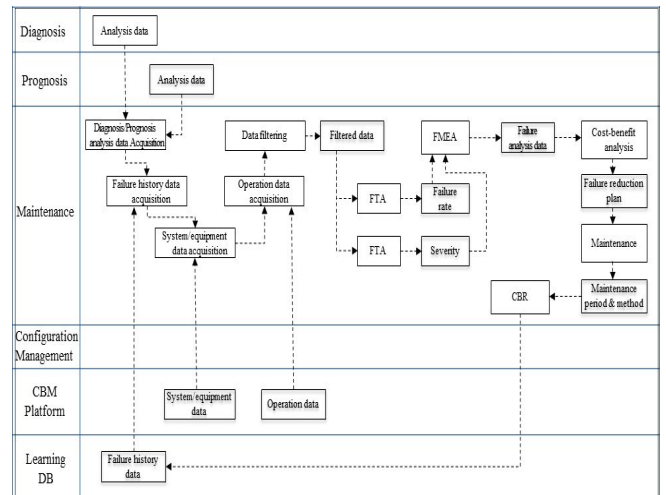 Diagnosis
Analysis data
Prognosis
Analysis data
Maintenance
Diagnosis/Prognosis
analysis data Acquisition
Failure history data
acquisition
System/equipment
data acquisition
Operation data
acquisition
Data filtering
Filtered data
FTA
FTA
Failure
rate
Severity
FMEA
Failure
analysis data
Cost-benefit
analysis
Failure reduction
plan
Maintenance
Maintenance
period & method
CBR
Configuration
Management
CBM
Platform
System/equipment
data
Operation data
Learning
DB
Failure history
data